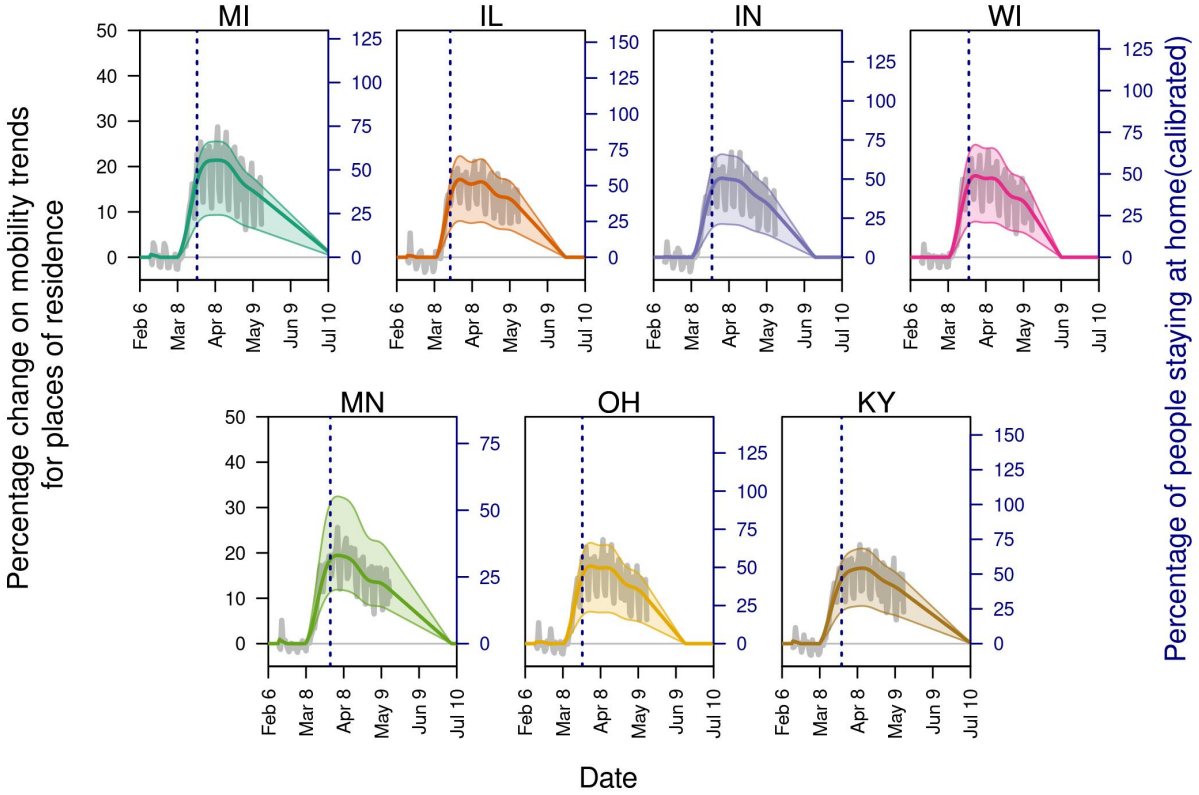 MI
IL
IN
WI
50
40
30
20
10
0
125
100
75
50
25
0
150
125
100
75
50
25
0
125
100
75
50
25
0
125
100
75
50
25
0
Feb 6
Mar 8
Apr 8
May 9
Jun 9
Jul 10
Feb 6
Mar 8
Apr 8
May 9
Jun 9
Jul 10
Feb 6
Mar 8
Apr 8
May 9
Jun 9
Jul 10
Feb 6
Mar 8
Apr 8
May 9
Jun 9
Jul 10
Percentage change on mobility trends
for places of residence
Percentage of people staying at home(calibrated)
MN
OH
KY
50
40
30
20
10
0
75
50
25
0
125
100
75
50
25
0
150
125
100
75
50
25
0
Feb 6
Mar 8
Apr 8
May 9
Jun 9
Jul 10
Feb 6
Mar 8
Apr 8
May 9
Jun 9
Jul 10
Feb 6
Mar 8
Apr 8
May 9
Jun 9
Jul 10
Date